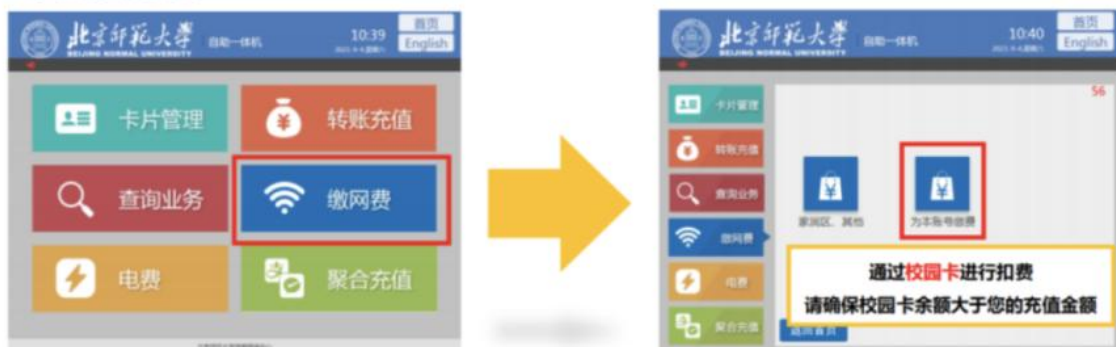 北京师范大学
BEIJING NORMAL UNIVERSITY
自助一体机
10:39
首页
English
卡片管理
转账充值
查询业务
缴网费
电费
聚合充值
北京师范大学
BEIJING NORMAL UNIVERSITY
自助一体机
10:40
首页
English
56
卡片管理
转账充值
查询业务
缴网费
电费
聚合充值
家属区、其他
为本账号缴费
通过校园卡进行扣费
请确保校园卡余额大于您的充值金额
返回首页